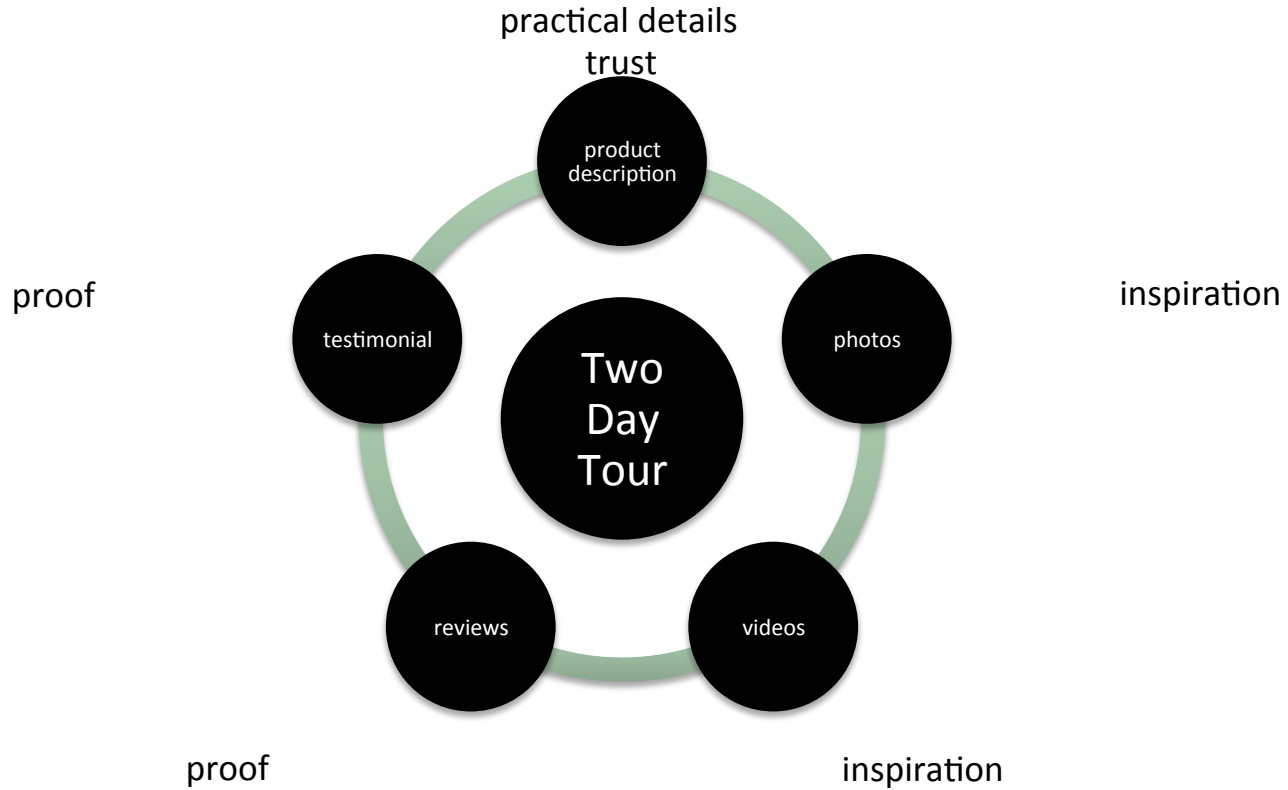 practical details
trust
product
description
proof
inspiration
testimonial
photos
Two
Day
Tour
reviews
videos
proof
inspiration